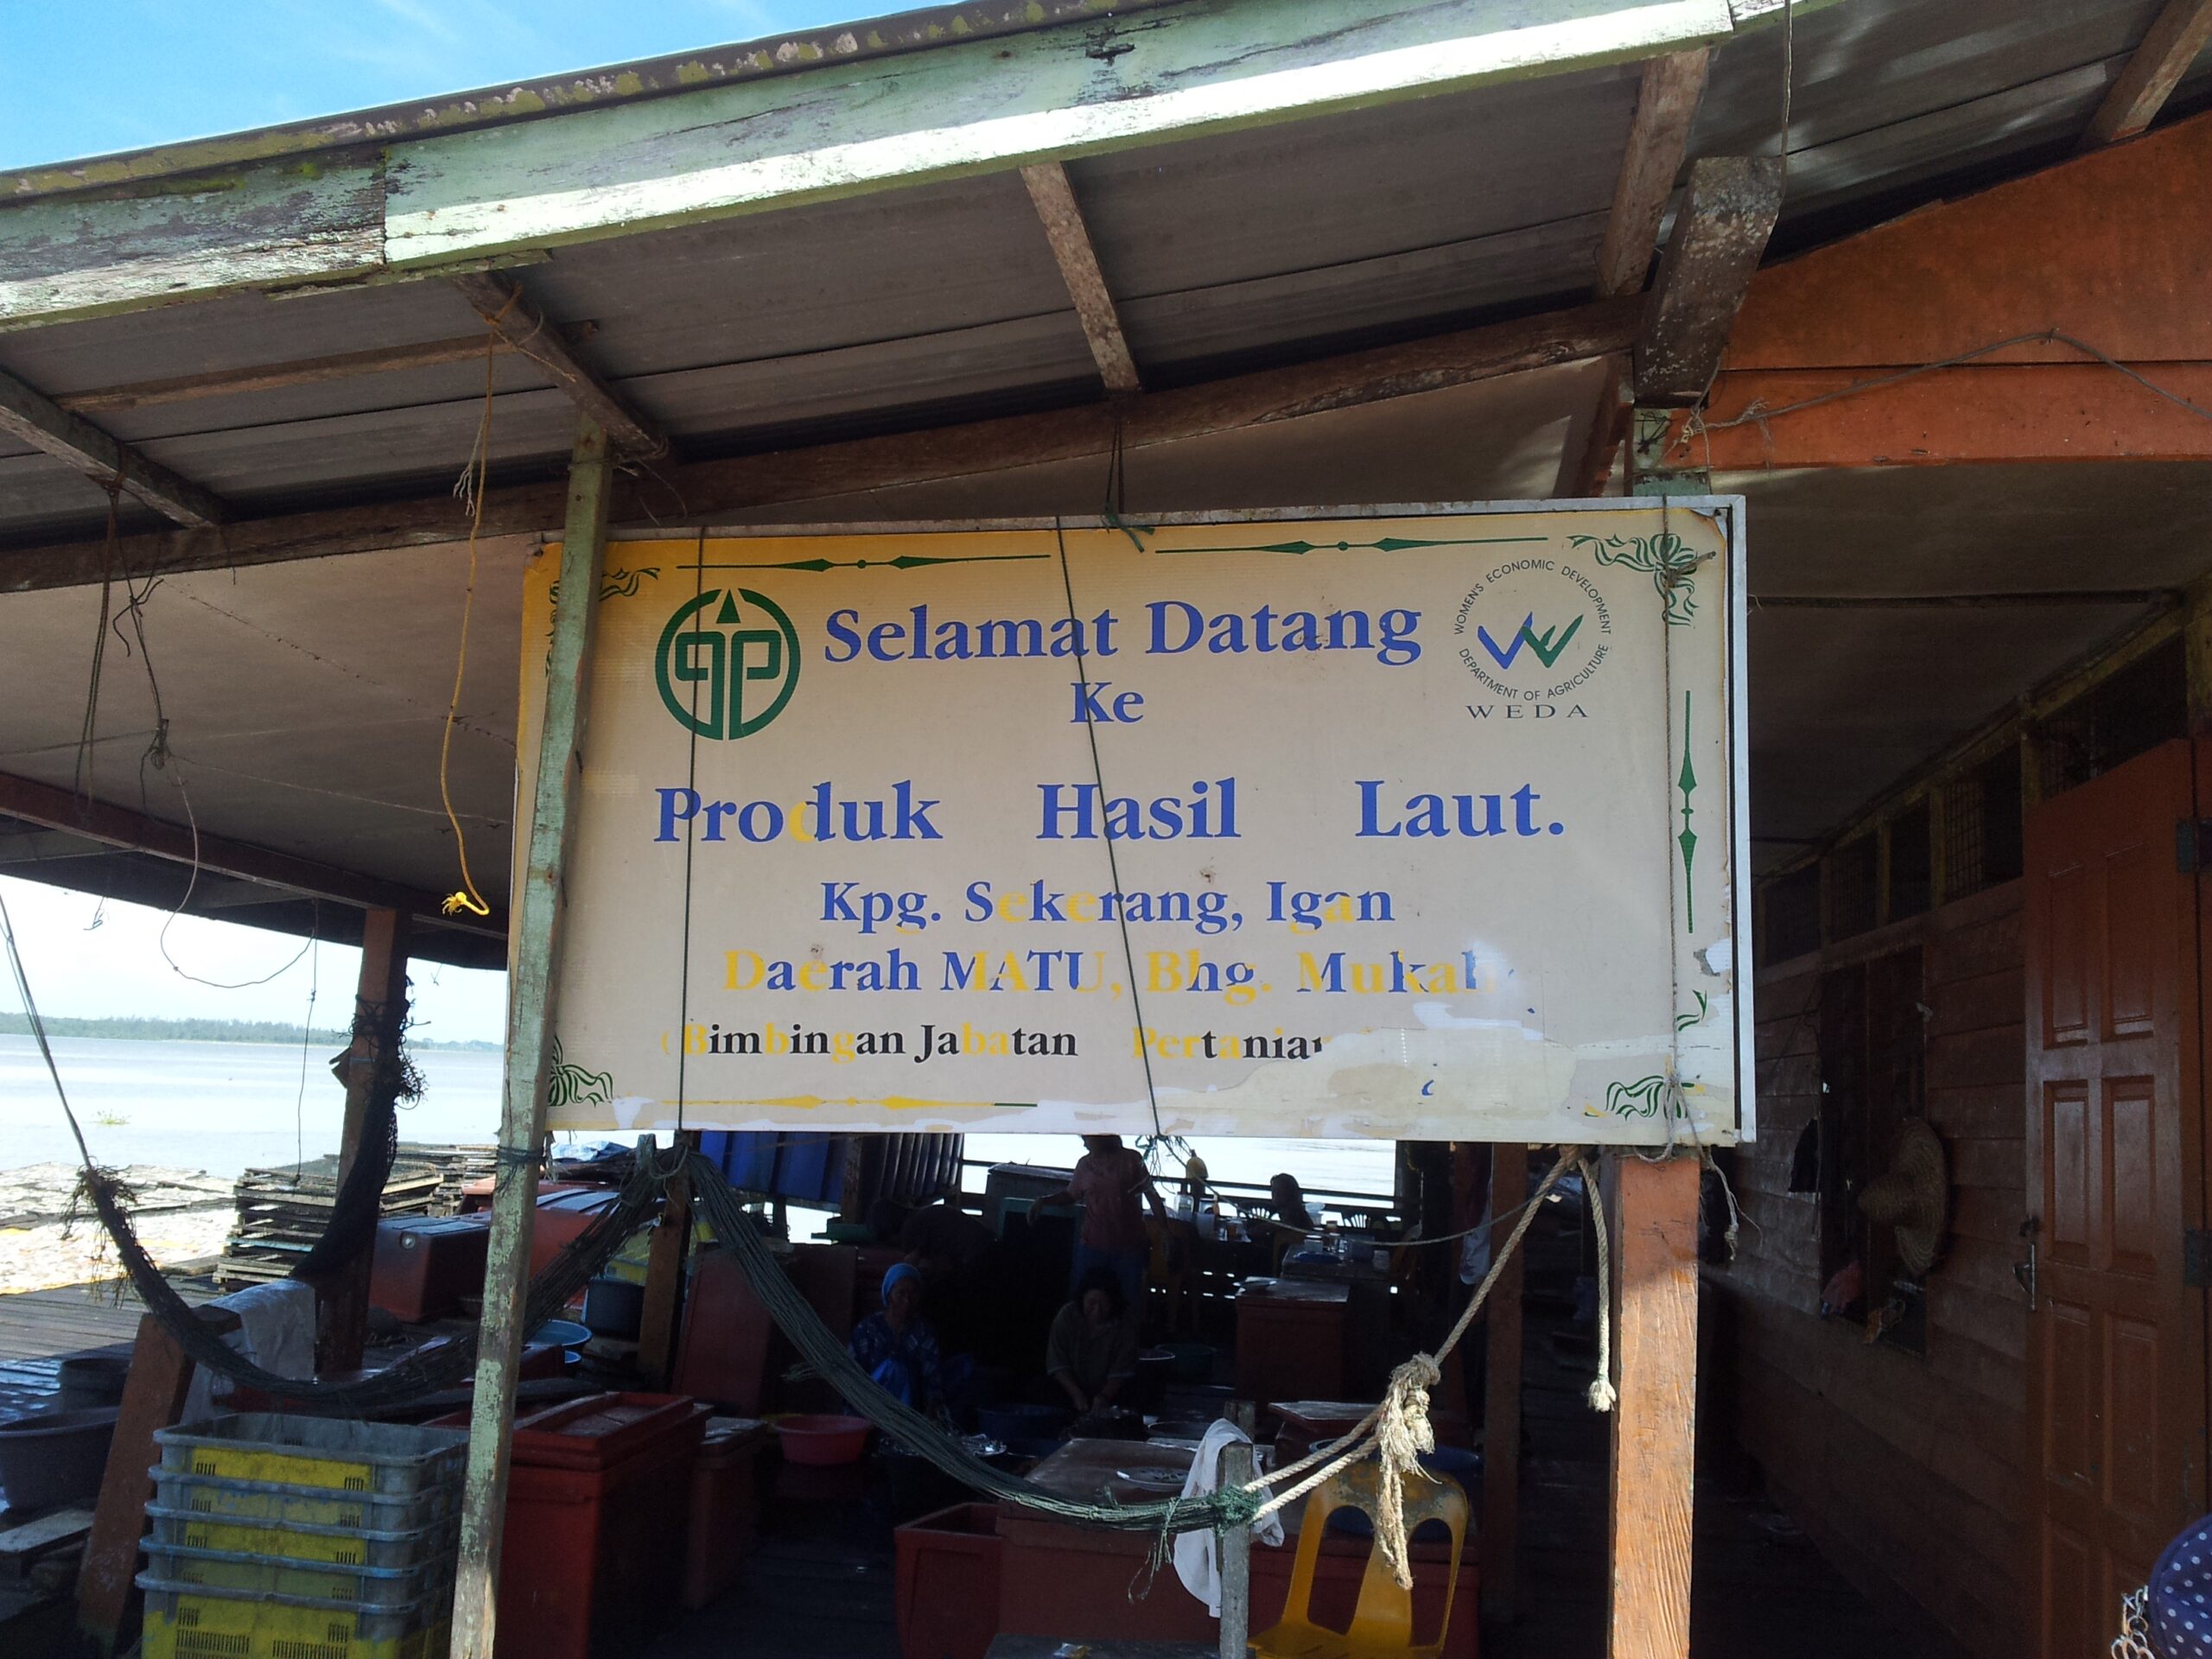 Selamat Datang
Ke
Produk Hasil Laut.
Kpg. Sekerang, Igan
Daerah MATU, Bhg. Mukah
(Bimbingan Jabatan Pertanian
WOMEN'S ECONOMIC DEVELOPMENT
DEPARTMENT OF AGRICULTURE
WEDA